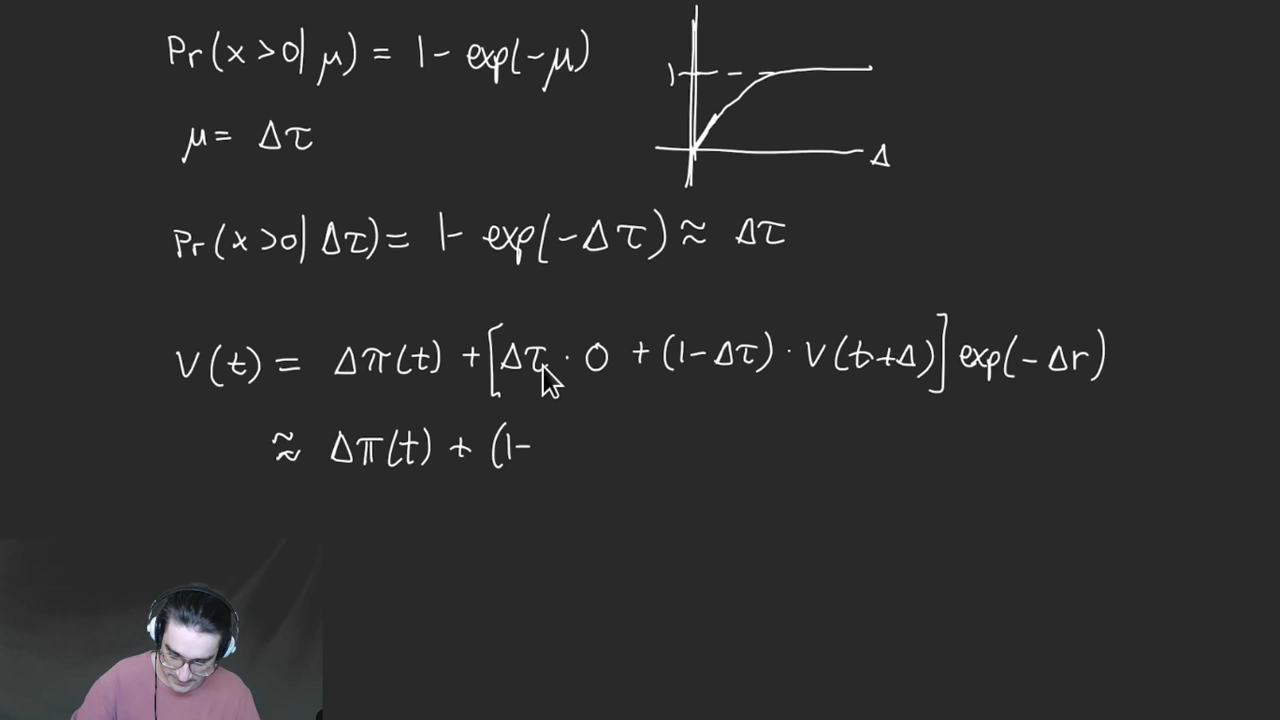 Pr(x>0|μ) = 1- exp(-μ)
1
Δ
μ= Δτ
Pr(x>0|Δτ)= 1- exp(-Δτ)≈ Δτ
V(t) = Δπ(t) +[Δτ·0 +(1-Δτ)·V(t+Δ)]exp(-Δr)
≈ Δπ(t) + (1-